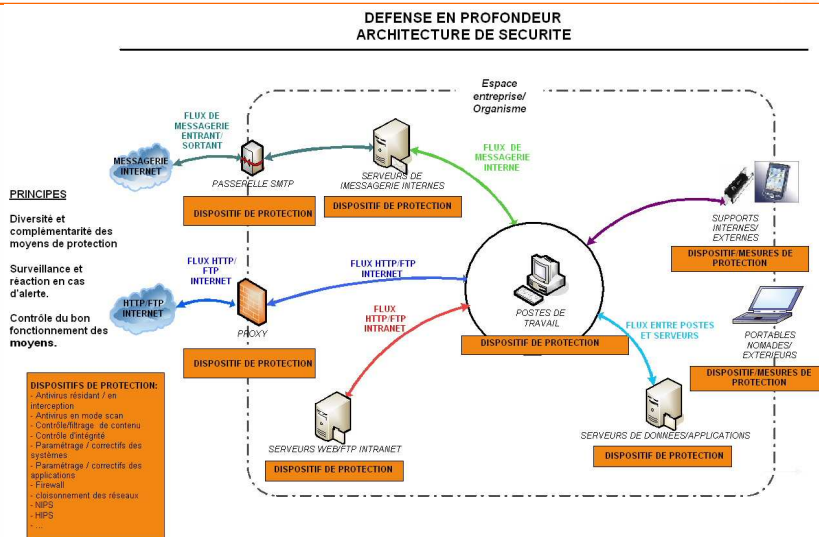 DEFENSE EN PROFONDEUR
ARCHITECTURE DE SECURITE
Espace
entreprise/
Organisme
FLUX DE
MESSAGERIE
ENTRANT/
SORTANT
MESSAGERIE
INTERNET
PASSERELLE SMTP
DISPOSITIF DE PROTECTION
SERVEURS DE
IMESSAGERIE INTERNES
DISPOSITIF DE PROTECTION
FLUX DE
MESSAGERIE
INTERNE
SUPPORTS
INTERNES/
EXTERNES
DISPOSITIF/MESURES DE
PROTECTION
PRINCIPES
Diversité et
complémentarité des
moyens de protection
Surveillance et
réaction en cas
d'alerte.
Contrôle du bon
fonctionnement des
moyens.
FLUX HTTP/
FTP
INTERNET
HTTP/FTP
INTERNET
PROXY
DISPOSITIF DE PROTECTION
FLUX HTTP/FTP
INTERNET
FLUX
HTTP/FTP
INTRANET
POSTES DE
TRAVAIL
DISPOSITIF DE PROTECTION
FLUX ENTRE POSTES
ET SERVEURS
PORTABLES
NOMADES/
EXTERIEURS
DISPOSITIF/MESURES DE
PROTECTION
SERVEURS WEB/FTP INTRANET
DISPOSITIF DE PROTECTION
SERVEURS DE DONNEES/APPLICATIONS
DISPOSITIF DE PROTECTION
DISPOSITIFS DE PROTECTION:
- Antivirus résidant / en
interception
- Antivirus en mode scan
- Contrôle/filtrage de contenu
- Contrôle d'intégrité
- Paramétrage / correctifs des
systèmes
- Paramétrage / correctifs des
applications
- Firewall
- cloisonnement des réseaux
- NIPS
- HIPS
- ...